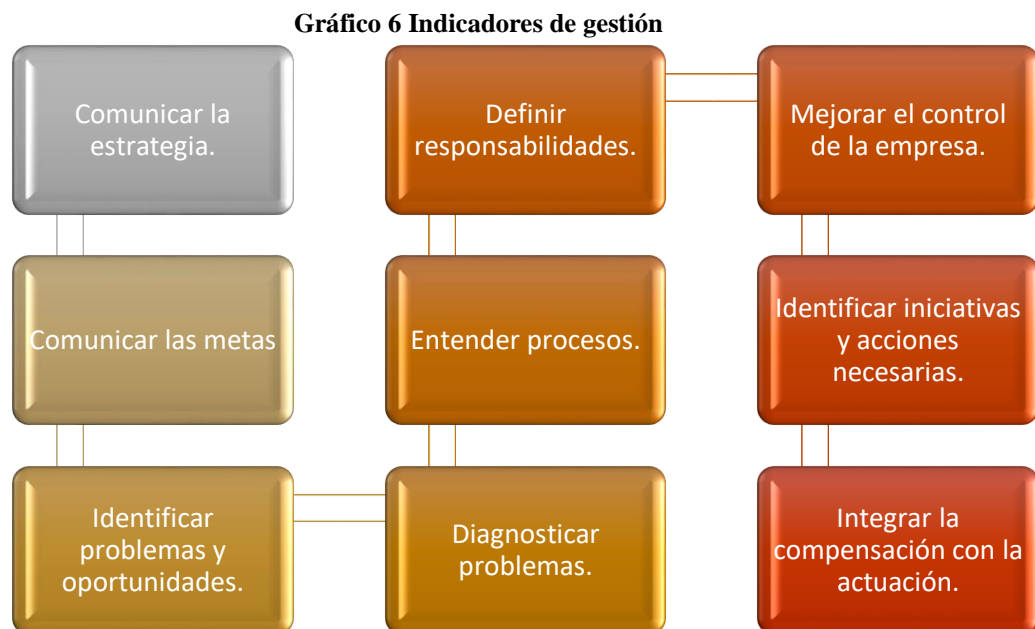 Gráfico 6 Indicadores de gestión
Comunicar la
estrategia.
Comunicar las metas
Identificar
problemas y
oportunidades.
Diagnosticar
problemas.
Entender procesos.
Definir
responsabilidades.
Mejorar el control
de la empresa.
Identificar iniciativas
y acciones
necesarias.
Integrar la
compensación con la
actuación.